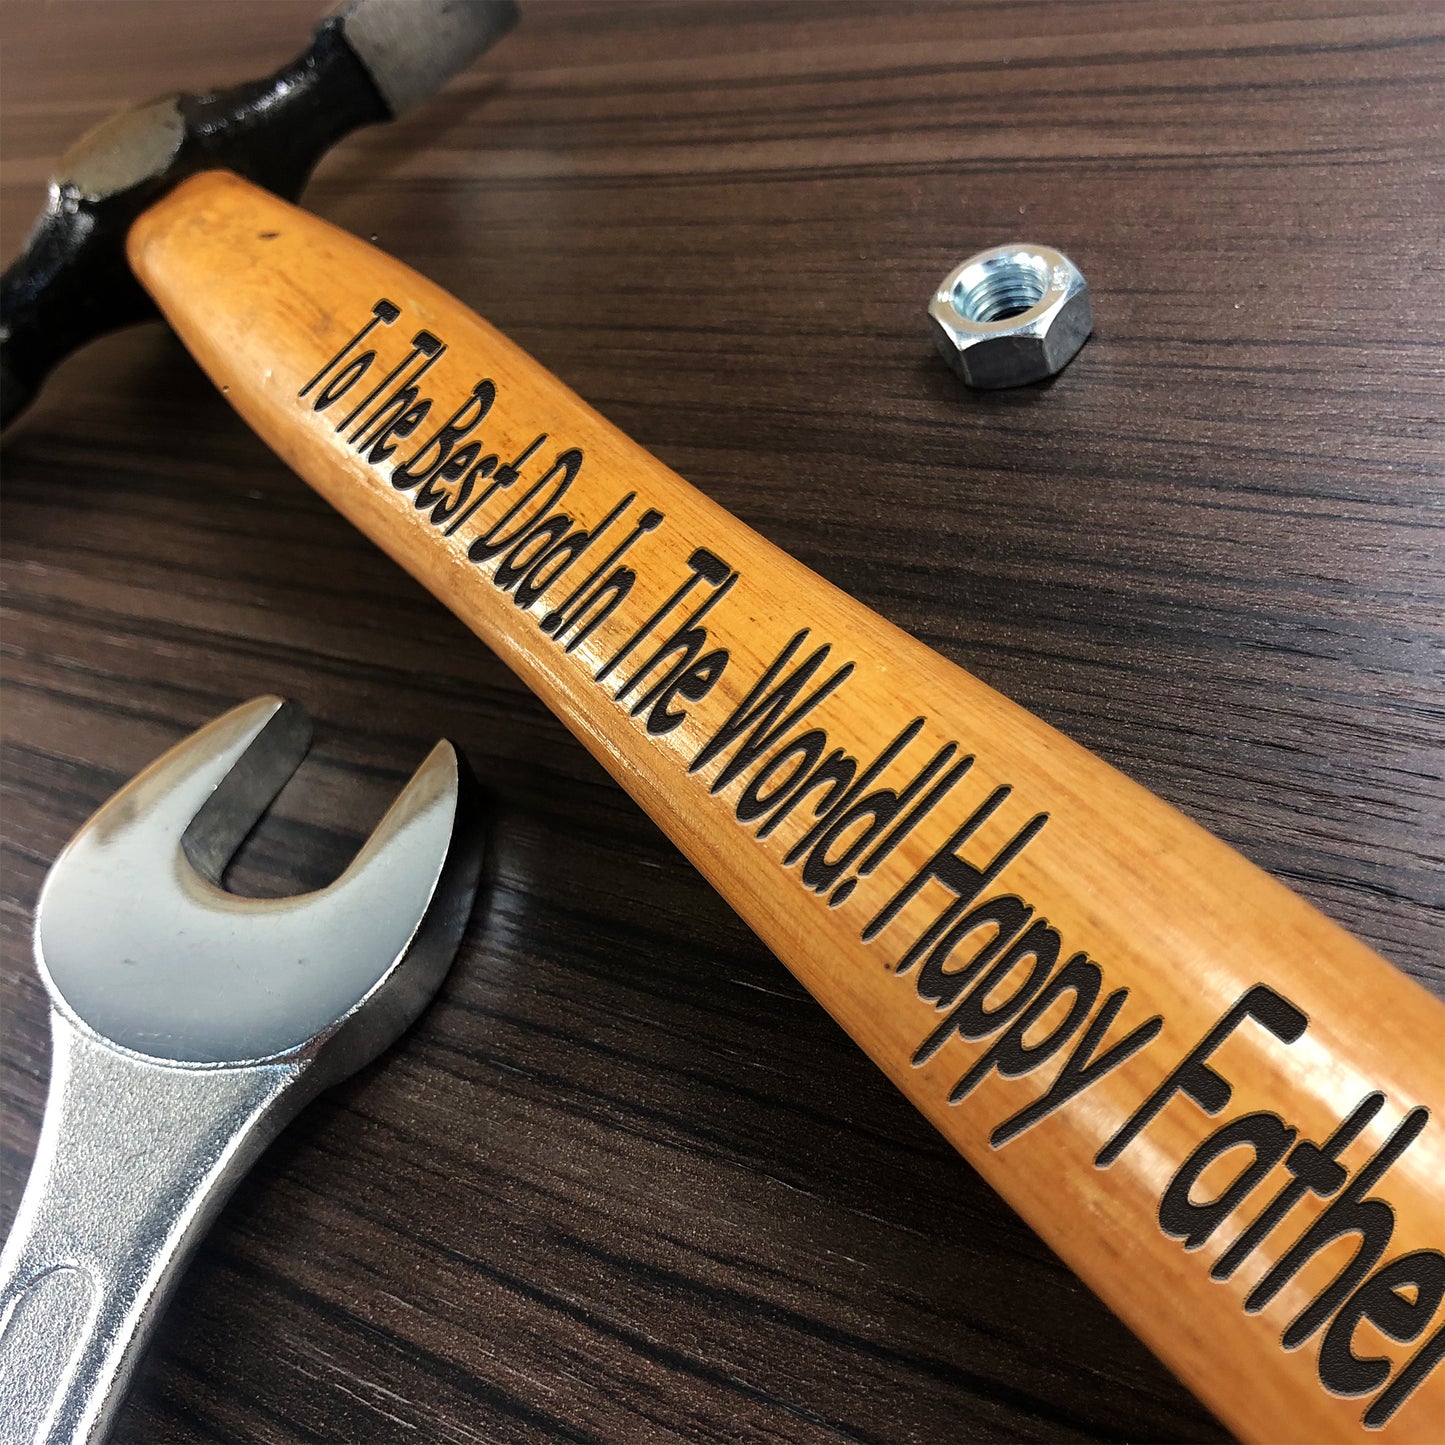 To The Best Dad In The World! Happy Father